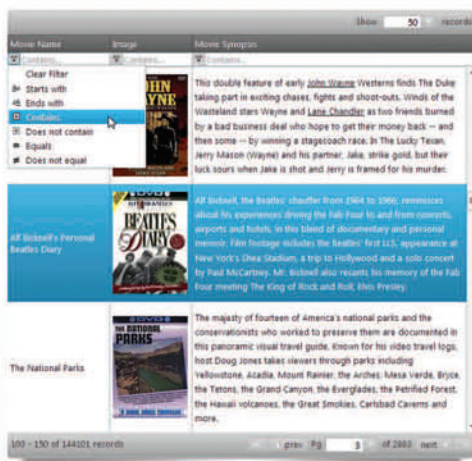 Show 50 records
Movie Name Image Movie Synopsis
Contains... Contains... Contains...
Clear Filter
Starts with
Ends with
Contains...
Does not contain
Equals
Does not equal
JOHN
WAYNE
This double feature of early John Wayne Westerns finds The Duke
taking part in exciting chases, fights and shoot-outs. Winds of the
Wasteland stars Wayne and Lane Chandler as two friends burned
by a bad business deal who hope to get their money back -- and
then some -- by winning a stagecoach race. In The Lucky Texan,
Jerry Mason (Wayne) and his partner, Jake, strike gold, but their
luck sours when Jake is shot and Jerry is framed for his murder.
Alf Bicknell's Personal
Beatles Diary
BEATLES
DIARY
Alf Bicknell, the Beatles' chauffer from 1964 to 1966, reminisces
about his experiences driving the Fab Four to and from concerts,
airports and hotels, in this blend of documentary and personal
memoir. Film footage includes the Beatles' first U.S. appearance at
New York's Shea Stadium, a trip to Hollywood and a solo concert
by Paul McCartney. Mr. Bicknell also recants his memory of the Fab
Four meeting The King of Rock and Roll, Elvis Presley.
The National Parks
DVD
THE NATIONAL
PARKS
The majesty of fourteen of America's national parks and the
conservationists who worked to preserve them are documented in
this panoramic visual travel guide. Known for his video travel logs,
host Doug Jones takes viewers through parks including
Yellowstone, Acadia, Mount Rainier, the Arches, Mesa Verde, Bryce,
the Tetons, the Grand Canyon, the Everglades, the Petrified Forest,
the Hawaii volcanoes, the Great Smokies, Carlsbad Caverns and
more.
100 - 150 of 144101 records prev Pg 3 of 2883 next